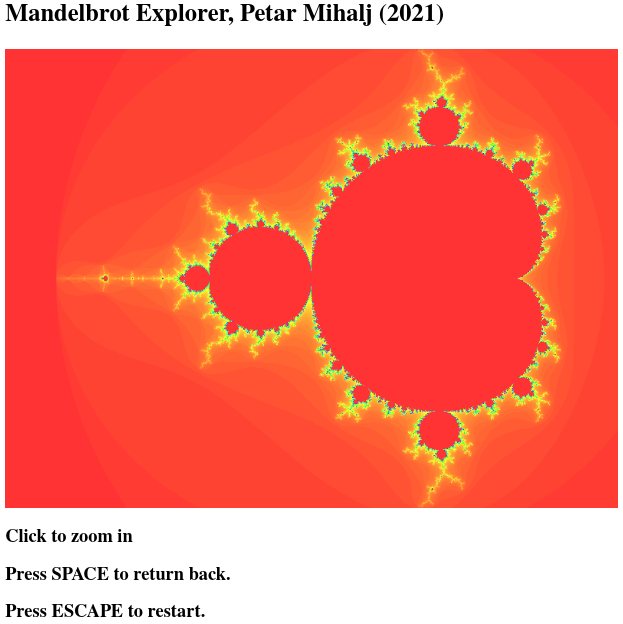 Mandelbrot Explorer, Petar Mihalj (2021)
Click to zoom in
Press SPACE to return back.
Press ESCAPE to restart.